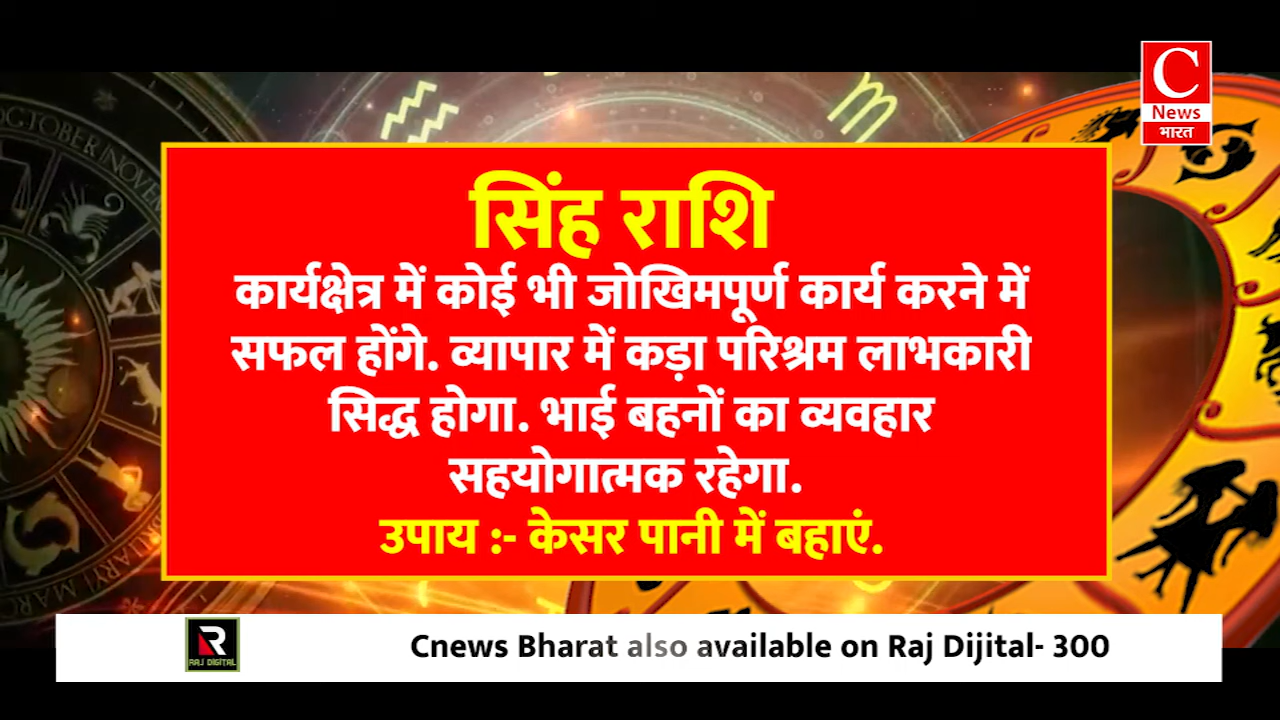 C
News
भारत
OCTOBER
सिंह राशि
कार्यक्षेत्र में कोई भी जोखिमपूर्ण कार्य करने में
सफल होंगे. व्यापार में कड़ा परिश्रम लाभकारी
सिद्ध होगा. भाई बहनों का व्यवहार
सहयोगात्मक रहेगा.
उपाय :- केसर पानी में बहाएं.
R
RAJ DIGITAL
Cnews Bharat also available on Raj Dijital- 300